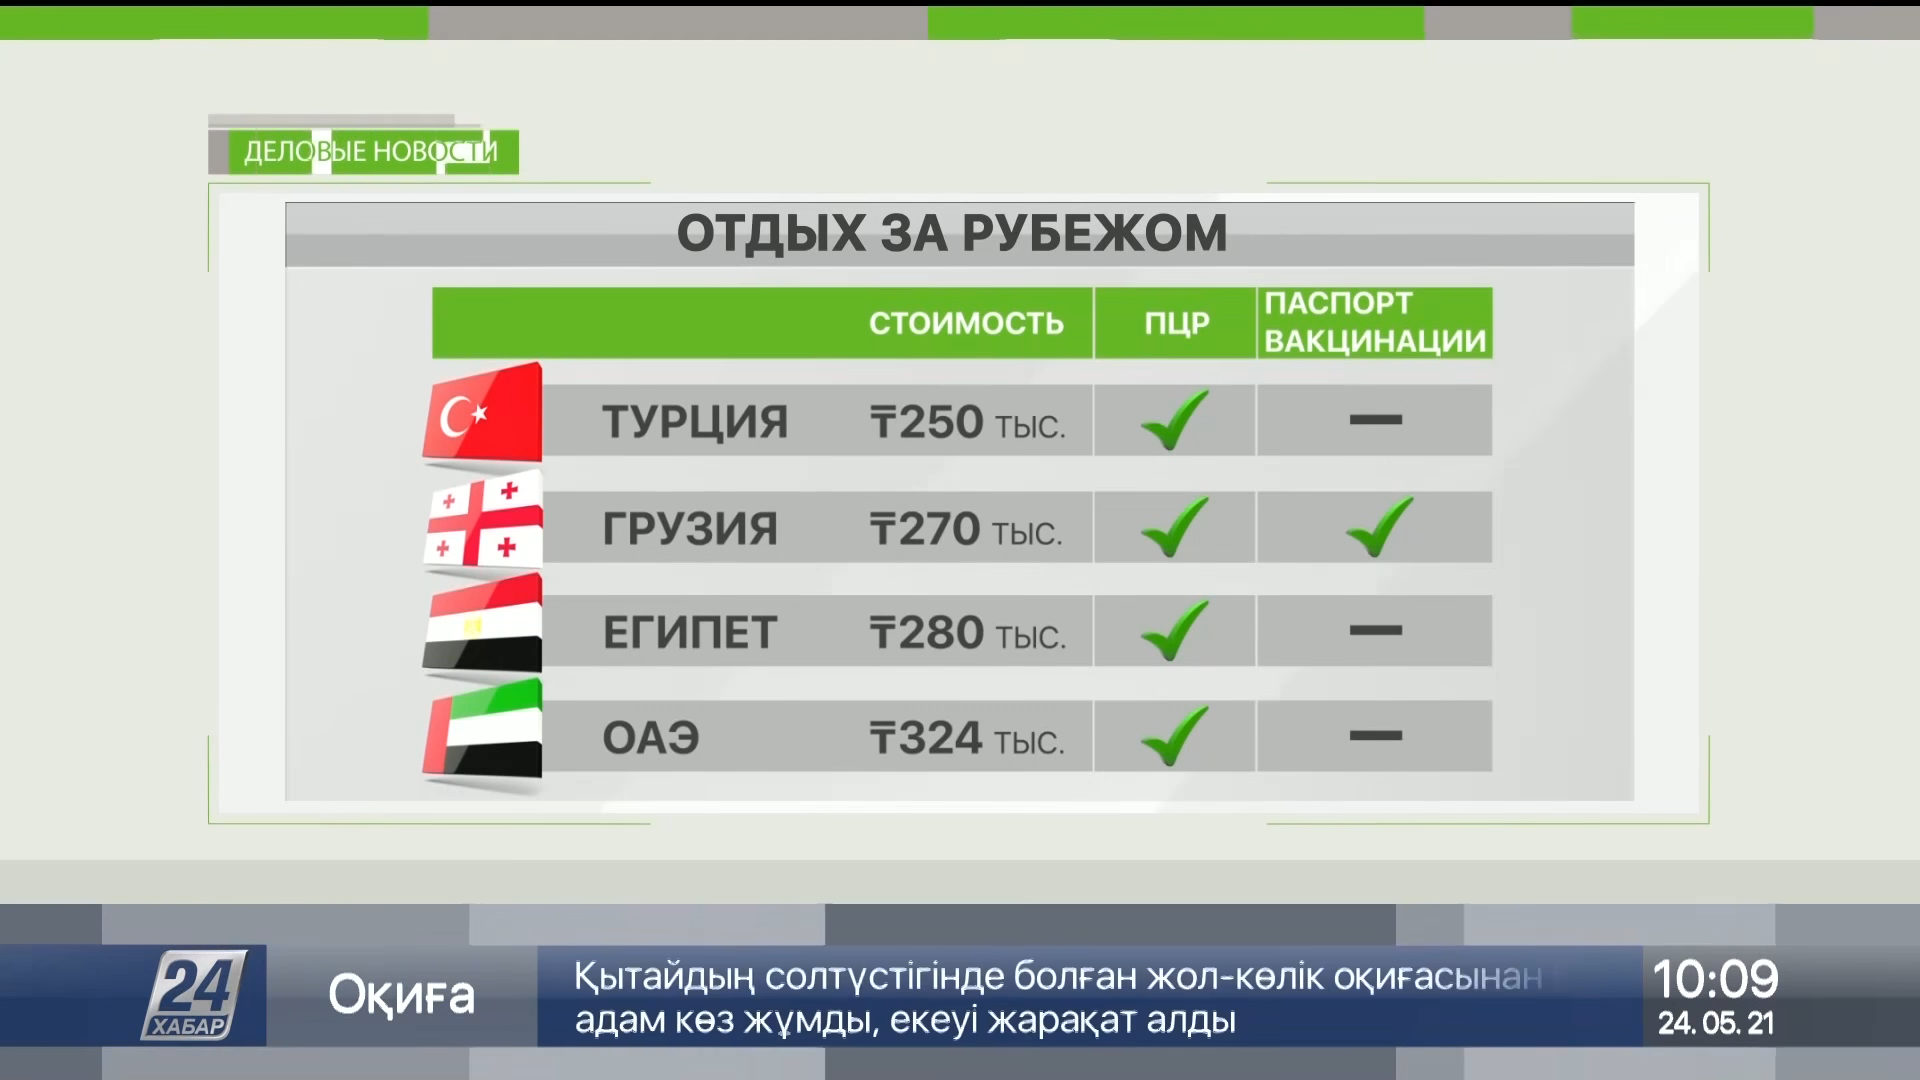 ДЕЛОВЫЕ НОВОСТИ
ОТДЫХ ЗА РУБЕЖОМ
СТОИМОСТЬ ПЦР ПАСПОРТ ВАКЦИНАЦИИ
ТУРЦИЯ ₸250 ТЫС. —
ГРУЗИЯ ₸270 ТЫС.
ЕГИПЕТ ₸280 ТЫС. —
ОАЭ ₸324 ТЫС. —
24 ХАБАР
Оқиға
Қытайдың солтүстігінде болған жол-көлік оқиғасынан
адам көз жұмды, екеуі жарақат алды
10:09
24.05.21